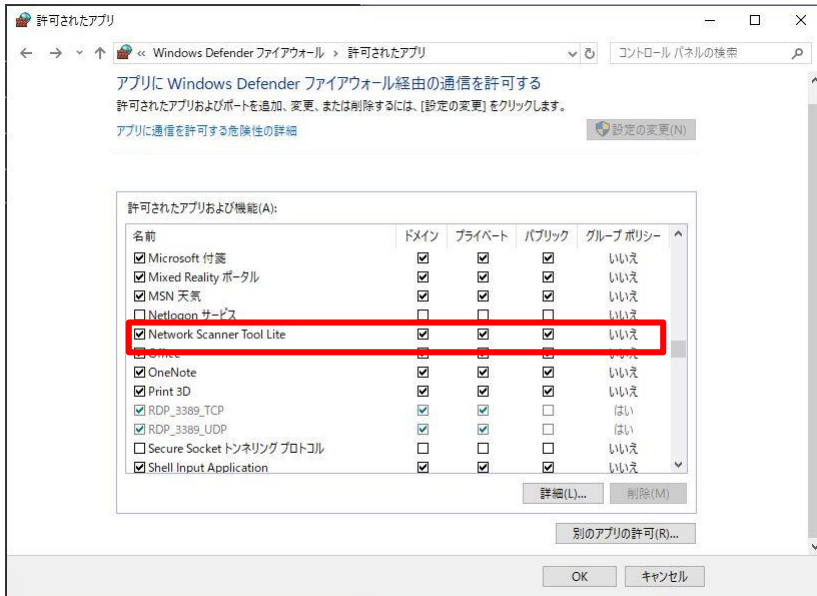 許可されたアプリ
« Windows Defender ファイアウォール › 許可されたアプリ
コントロール パネルの検索
アプリに Windows Defender ファイアウォール経由の通信を許可する
許可されたアプリおよびポートを追加、変更、または削除するには、[設定の変更] をクリックします。
アプリに通信を許可する危険性の詳細
設定の変更(N)
許可されたアプリおよび機能(A):
名前 ドメイン プライベート パブリック グループ ポリシー
Microsoft 付箋 いいえ
Mixed Reality ポータル いいえ
MSN 天気 いいえ
Netlogon サービス いいえ
Network Scanner Tool Lite いいえ
Office いいえ
OneNote いいえ
Print 3D いいえ
RDP_3389_TCP はい
RDP_3389_UDP はい
Secure Socket トンネリング プロトコル いいえ
Shell Input Application いいえ
詳細(L)... 削除(M)
別のアプリの許可(R)...
OK キャンセル